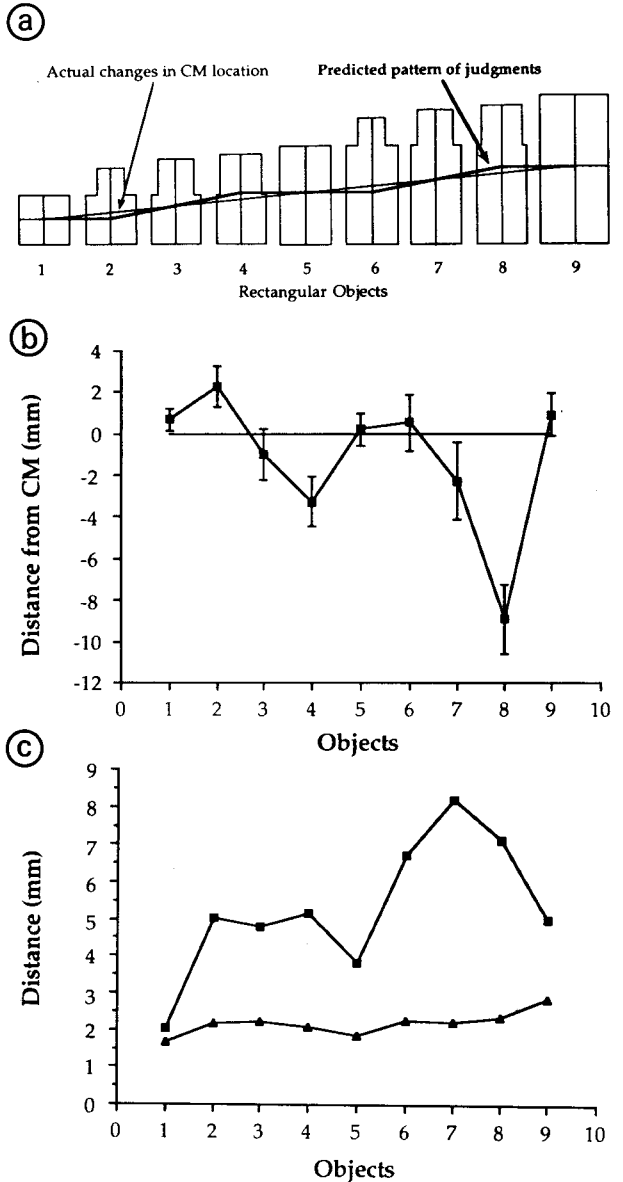 a
Actual changes in CM location
Predicted pattern of judgments
1 2 3 4 5 6 7 8 9
Rectangular Objects
b
Distance from CM (mm)
4
2
0
-2
-4
-6
-8
-10
-12
0 1 2 3 4 5 6 7 8 9 10
Objects
c
Distance (mm)
9
8
7
6
5
4
3
2
1
0
0 1 2 3 4 5 6 7 8 9 10
Objects